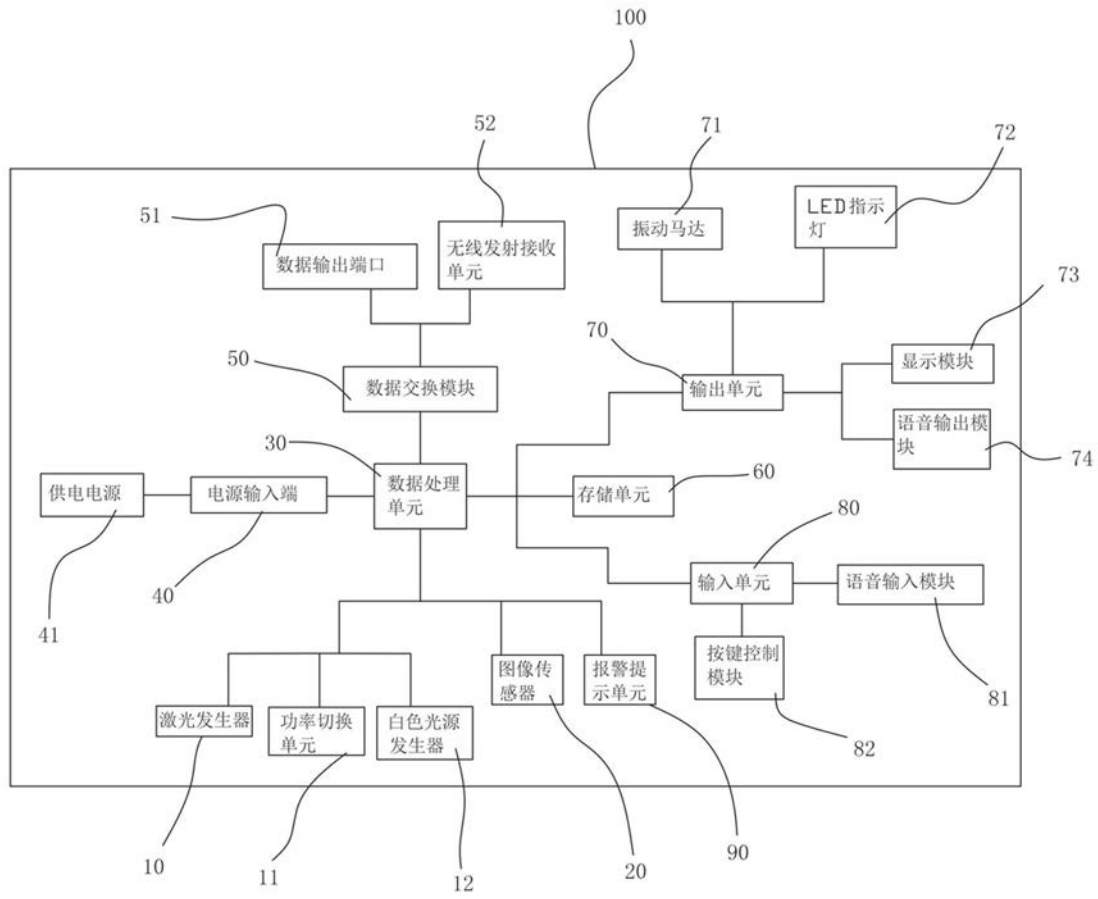 100
52
71
72
51
LED指示
灯
振动马达
无线发射接收
单元
数据输出端口
73
70
50
显示模块
数据交换模块
输出单元
语音输出模
块
30
60
74
供电电源
电源输入端
数据处理
单元
存储单元
80
40
输入单元
语音输入模块
41
图像传
感器
报警提
示单元
按键控制
模块
81
激光发生器
功率切换
单元
白色光源
发生器
82
10
11
12
20
90